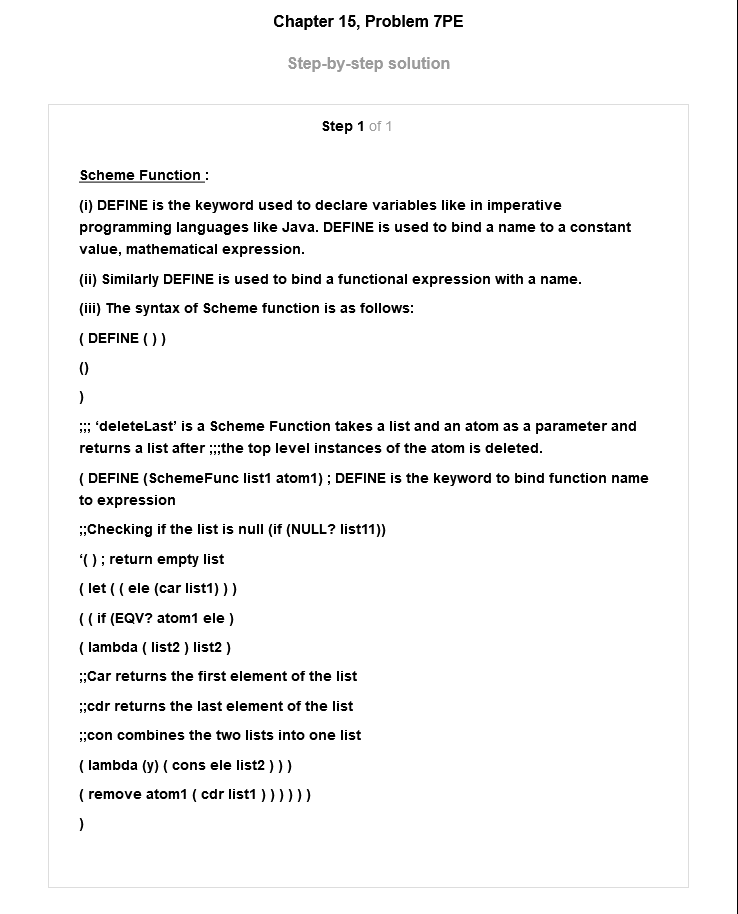 Chapter 15, Problem 7PE
Step-by-step solution
Step 1 of 1
Scheme Function :
(i) DEFINE is the keyword used to declare variables like in imperative
programming languages like Java. DEFINE is used to bind a name to a constant
value, mathematical expression.
(ii) Similarly DEFINE is used to bind a functional expression with a name.
(iii) The syntax of Scheme function is as follows:
( DEFINE ( ) )
()
)
;;; ‘deleteLast’ is a Scheme Function takes a list and an atom as a parameter and
returns a list after ;;;the top level instances of the atom is deleted.
( DEFINE (SchemeFunc list1 atom1) ; DEFINE is the keyword to bind function name
to expression
;;Checking if the list is null (if (NULL? list11))
‘( ) ; return empty list
( let ( ( ele (car list1) ) )
( ( if (EQV? atom1 ele )
( lambda ( list2 ) list2 )
;;Car returns the first element of the list
;;cdr returns the last element of the list
;;con combines the two lists into one list
( lambda (y) ( cons ele list2 ) ) )
( remove atom1 ( cdr list1 ) ) ) ) ) )
)